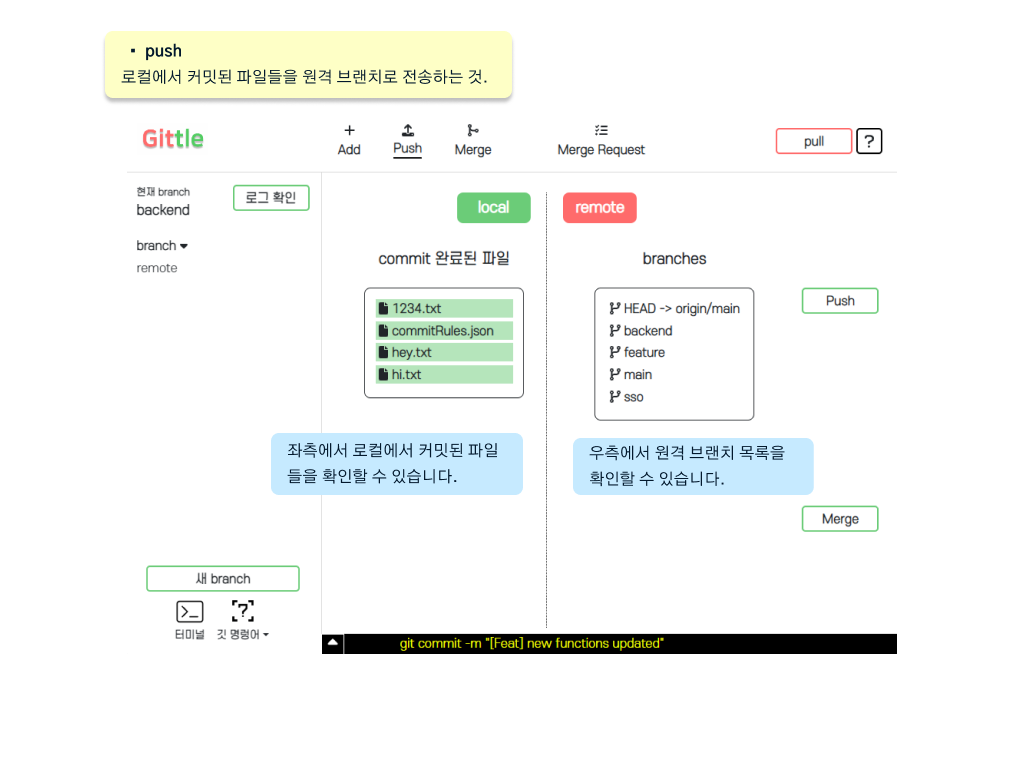 ▪ push
로컬에서 커밋된 파일들을 원격 브랜치로 전송하는 것.
Gittle
Add
Push
Merge
Merge Request
pull
?
현재 branch
backend
로그 확인
branch
remote
local
remote
commit 완료된 파일
branches
1234.txt
commitRules.json
hey.txt
hi.txt
HEAD -> origin/main
backend
feature
main
sso
Push
좌측에서 로컬에서 커밋된 파일
들을 확인할 수 있습니다.
우측에서 원격 브랜치 목록을
확인할 수 있습니다.
Merge
새 branch
터미널
깃 명령어
git commit -m "[Feat] new functions updated"